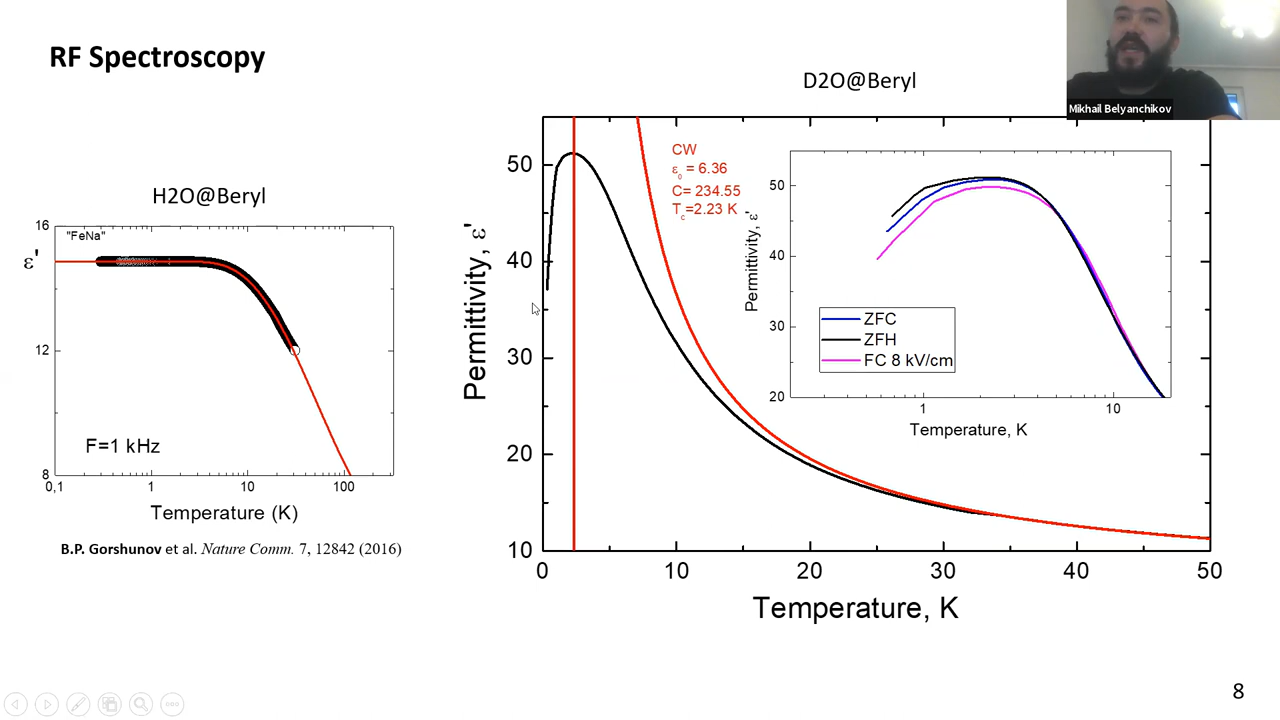 RF Spectroscopy
Mikhail Belyanchikov
H2O@Beryl
"FeNa"
ε'
16
12
8
F=1 kHz
0,1 1 10 100
Temperature (K)
B.P. Gorshunov et al. Nature Comm. 7, 12842 (2016)
D2O@Beryl
Permittivity, ε'
50
40
30
20
10
CW
ε0 = 6.36
C= 234.55
Tc=2.23 K
Permittivity, ε'
50
40
30
20
ZFC
ZFH
FC 8 kV/cm
1 10
Temperature, K
0 10 20 30 40 50
Temperature, K
8